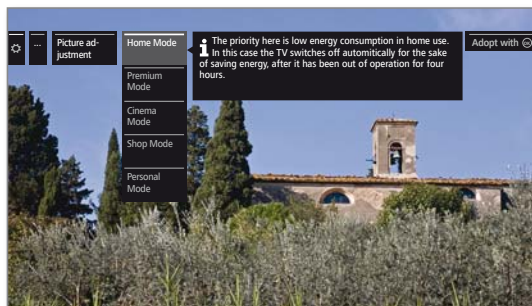 ...
Picture ad-
justment
Home Mode
Premium
Mode
Cinema
Mode
Shop Mode
Personal
Mode
The priority here is low energy consumption in home use.
In this case the TV switches off automitically for the sake
of saving energy, after it has been out of operation for four
hours.
Adopt with OK